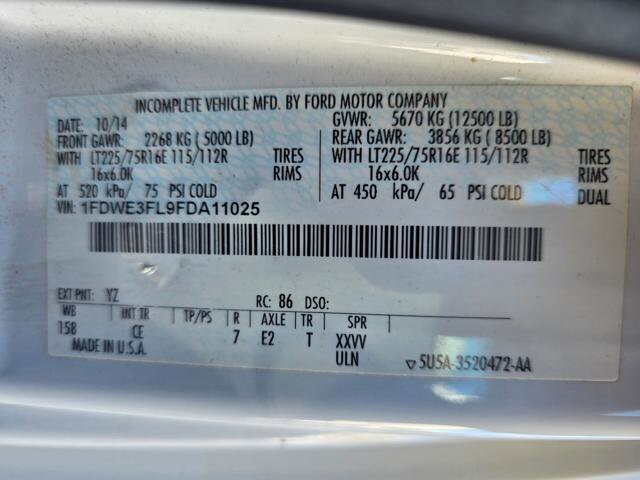 INCOMPLETE VEHICLE MFD. BY FORD MOTOR COMPANY
DATE: 10/14 GVWR: 5670 KG (12500 LB)
FRONT GAWR: 2268 KG ( 5000 LB) REAR GAWR: 3856 KG ( 8500 LB)
WITH LT225/75R16E 115/112R TIRES WITH LT225/75R16E 115/112R TIRES
16x6.0K RIMS 16x6.0K RIMS
AT 520 kPa/ 75 PSI COLD AT 450 kPa/ 65 PSI COLD DUAL
VIN: 1FDWE3FL9FDA11025
EXT PNT: YZ RC: 86 DSO:
WB INT TR TP/PS R AXLE TR SPR
158 CE 7 E2 T XXVV
MADE IN U.S.A. ULN ▽5U5A-3520472-AA